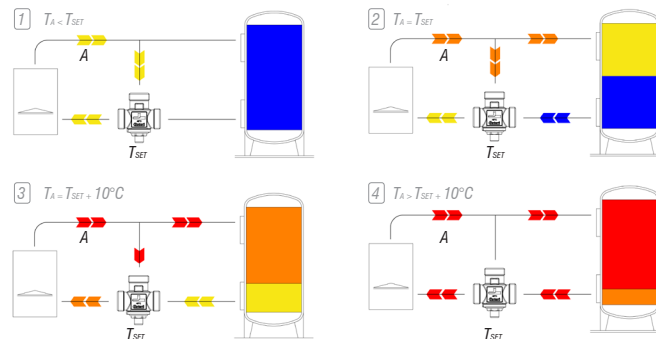 1 TA < TSET
A
TSET
2 TA = TSET
A
TSET
3 TA = TSET + 10°C
A
TSET
4 TA > TSET + 10°C
A
TSET